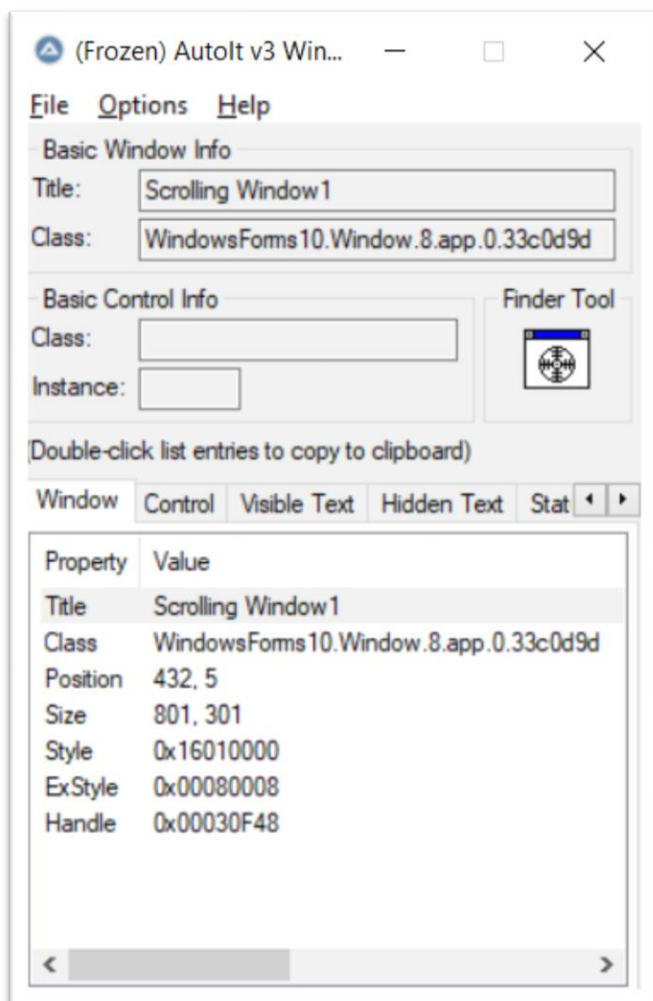 (Frozen) AutoIt v3 Win...
File Options Help
Basic Window Info
Title: Scrolling Window1
Class: WindowsForms10.Window.8.app.0.33c0d9d
Basic Control Info Finder Tool
Class:
Instance:
(Double-click list entries to copy to clipboard)
Window Control Visible Text Hidden Text Stat
Property Value
Title Scrolling Window1
Class WindowsForms10.Window.8.app.0.33c0d9d
Position 432, 5
Size 801, 301
Style 0x16010000
ExStyle 0x00080008
Handle 0x00030F48